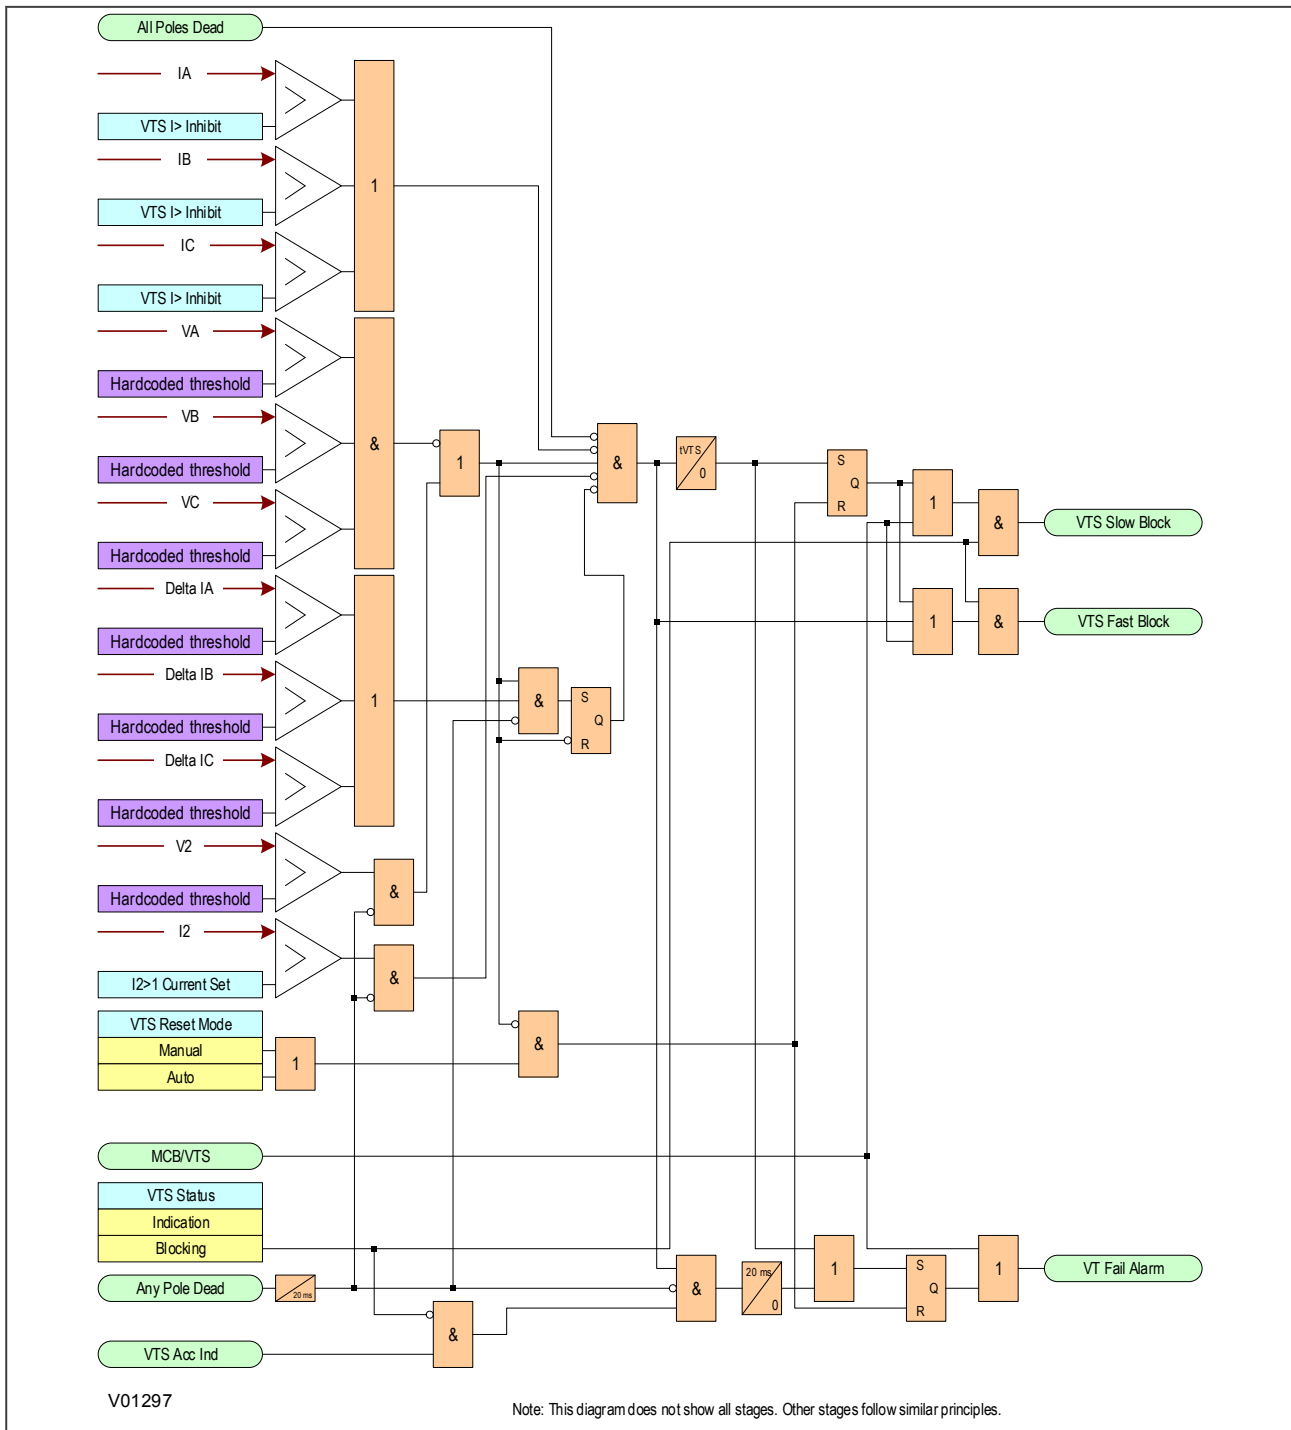 All Poles Dead
IA
VTS I> Inhibit
IB
VTS I> Inhibit
1
IC
VTS I> Inhibit
VA
Hardcoded threshold
VB
Hardcoded threshold
&
1
&
tVTS
0
S
Q
R
1
&
VTS Slow Block
VC
Hardcoded threshold
Delta IA
Hardcoded threshold
1
&
VTS Fast Block
Delta IB
Hardcoded threshold
1
&
S
Q
R
Delta IC
Hardcoded threshold
V2
Hardcoded threshold
&
I2
I2>1 Current Set
&
VTS Reset Mode
Manual
Auto
1
&
MCB/VTS
VTS Status
Indication
Blocking
Any Pole Dead
20 ms
&
20 ms
0
1
S
Q
R
1
VT Fail Alarm
&
VTS Acc Ind
V01297
Note: This diagram does not show all stages. Other stages follow similar principles.